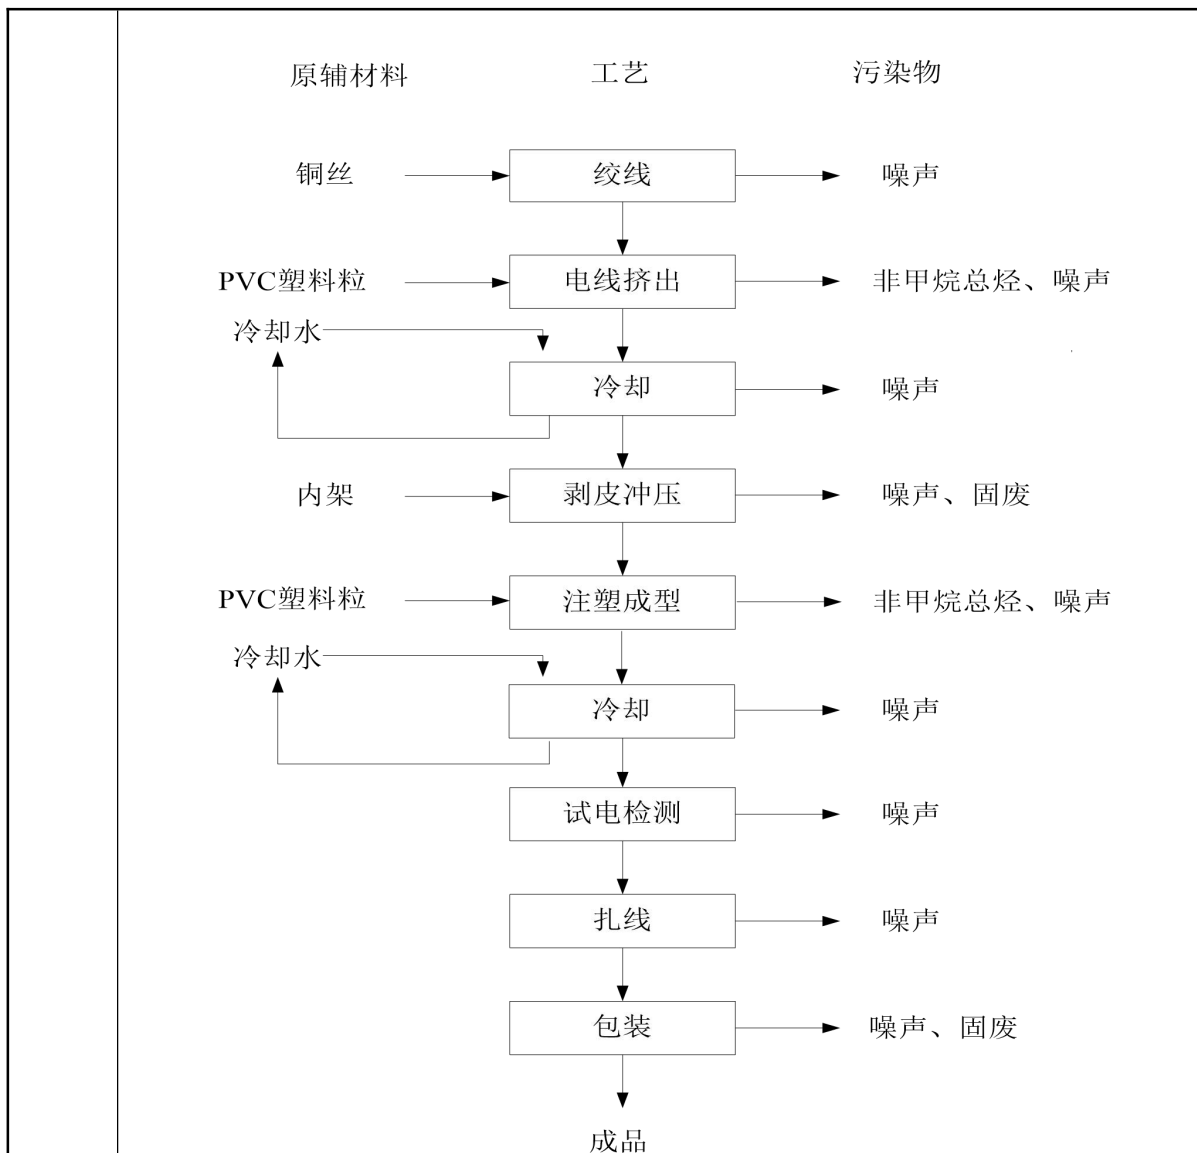 原辅材料 工艺 污染物
铜丝 绞线 噪声
PVC塑料粒 电线挤出 非甲烷总烃、噪声
冷却水
冷却 噪声
内架 剥皮冲压 噪声、固废
PVC塑料粒 注塑成型 非甲烷总烃、噪声
冷却水
冷却 噪声
试电检测 噪声
扎线 噪声
包装 噪声、固废
成品